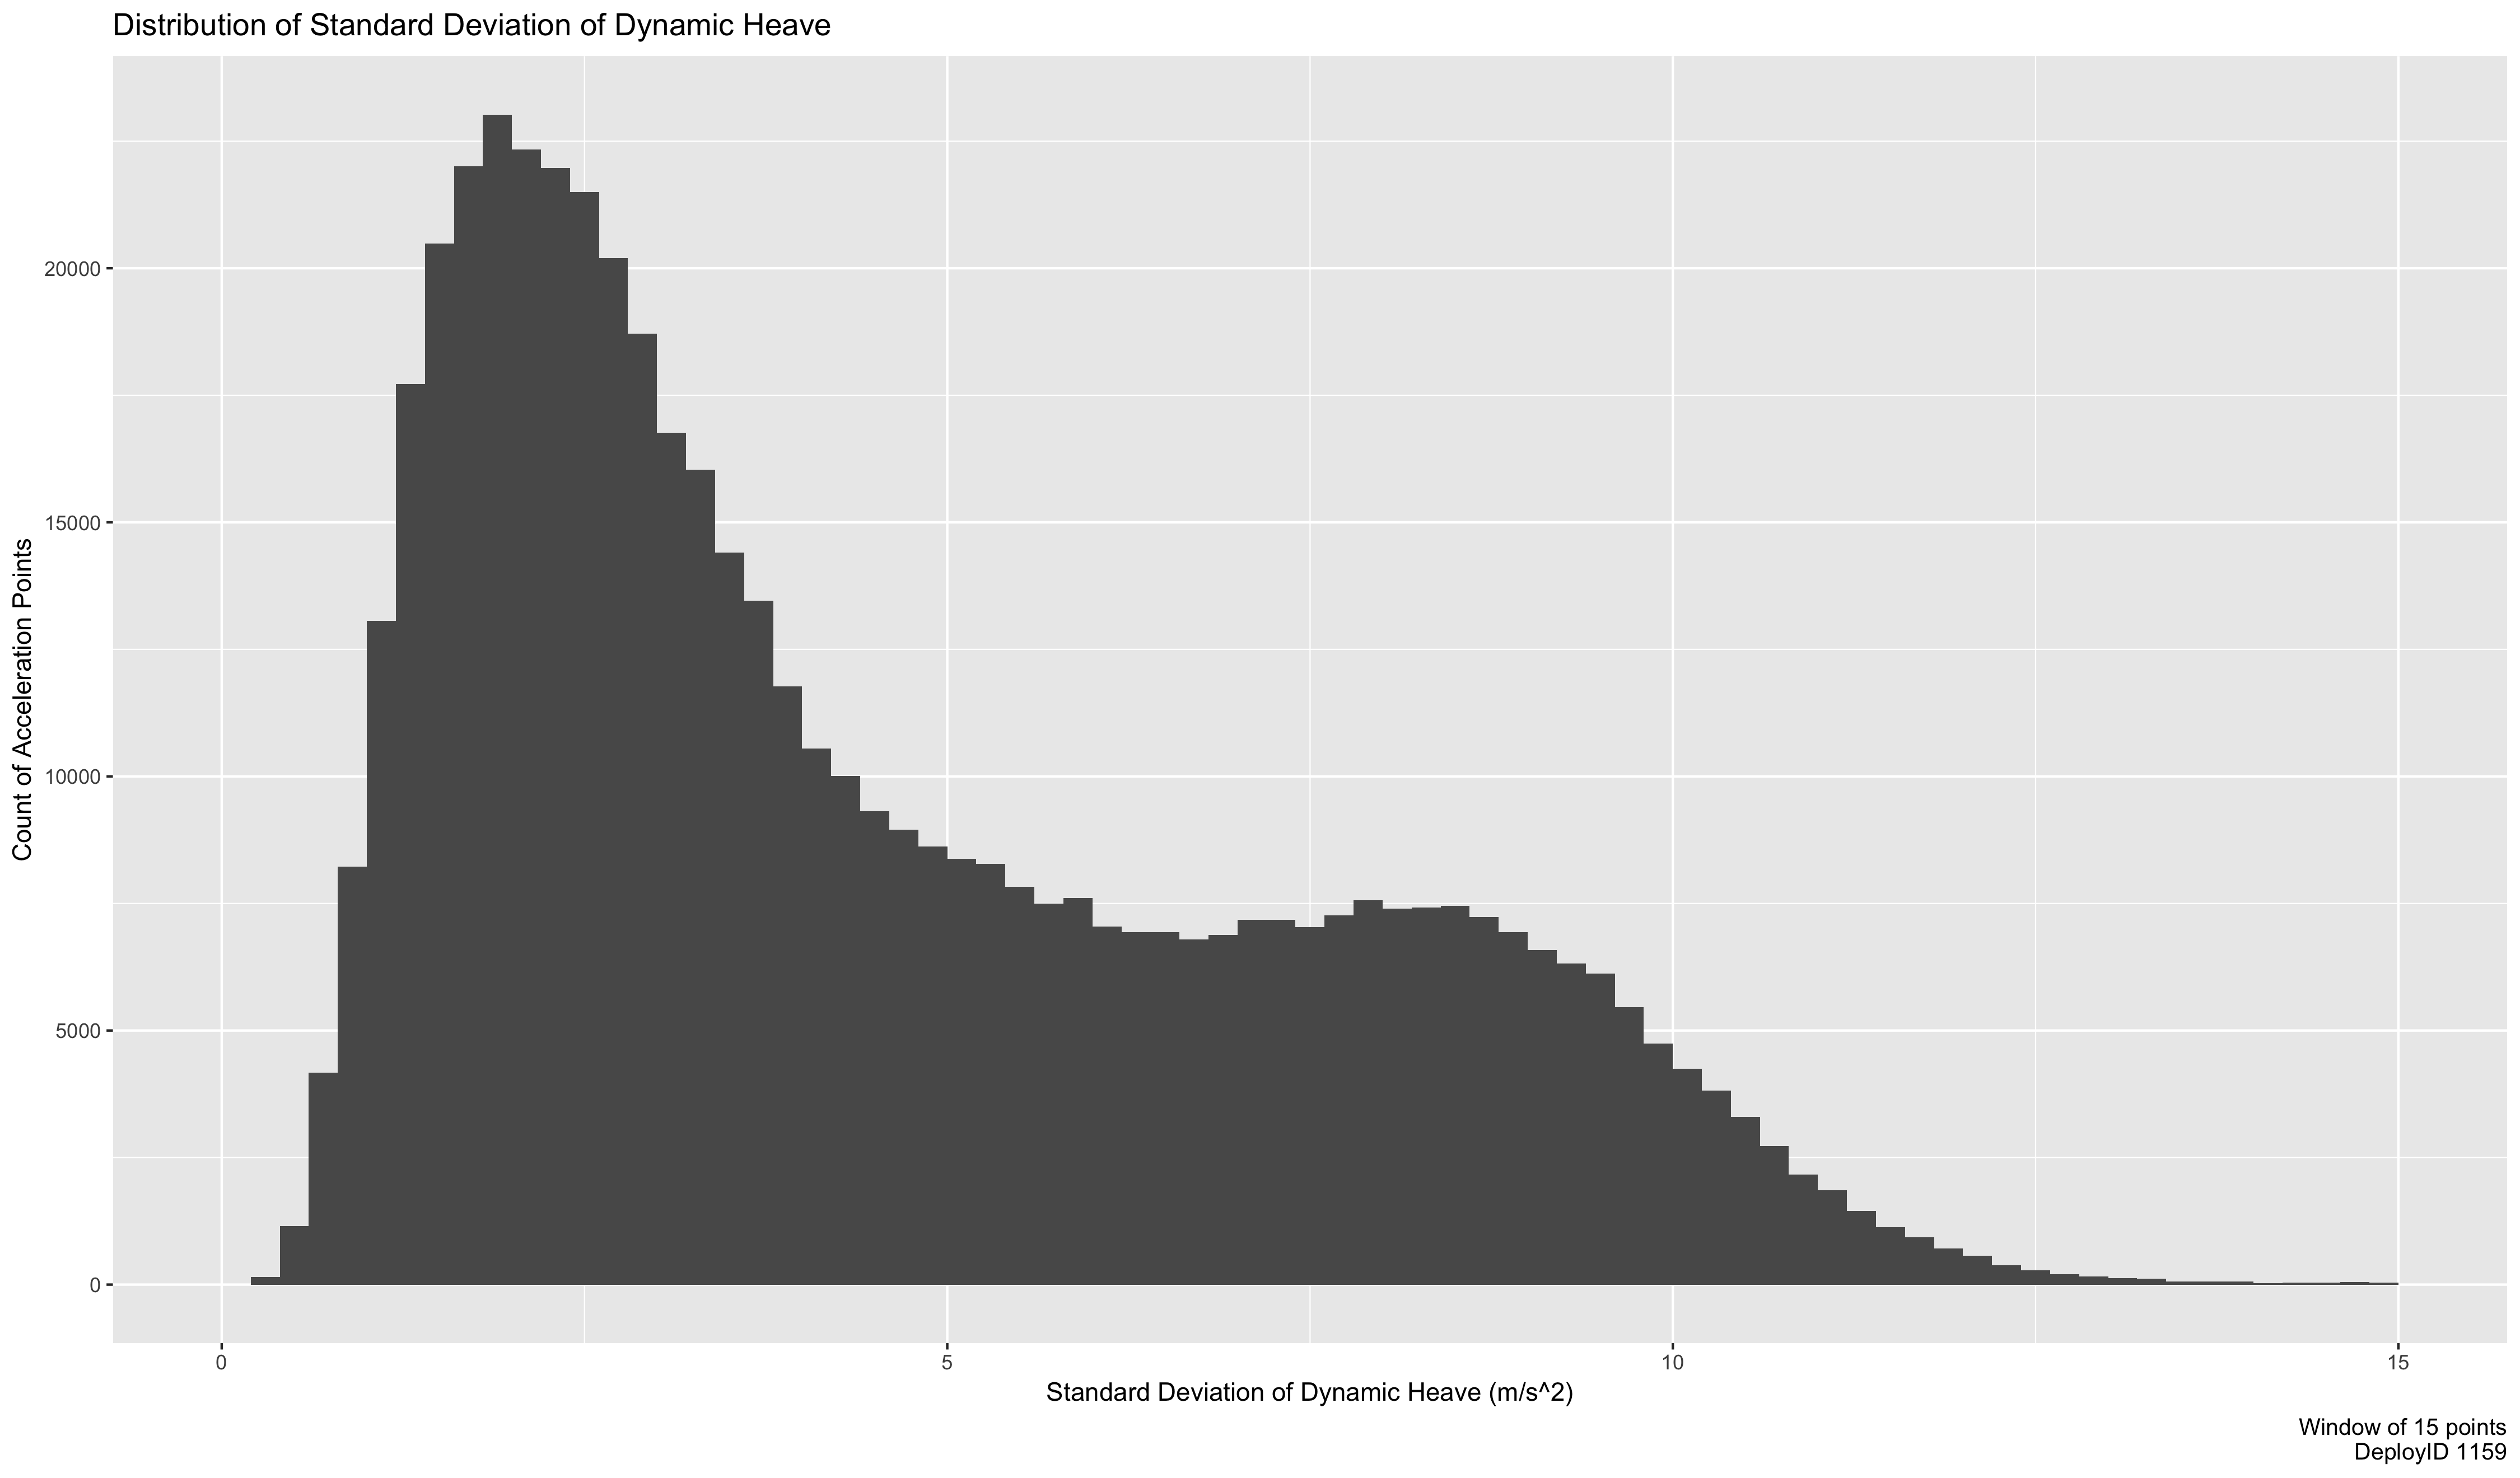 Distribution of Standard Deviation of Dynamic Heave
Count of Acceleration Points
20000
15000
10000
5000
0
0
5
10
15
Standard Deviation of Dynamic Heave (m/s^2)
Window of 15 points
DeployID 1159